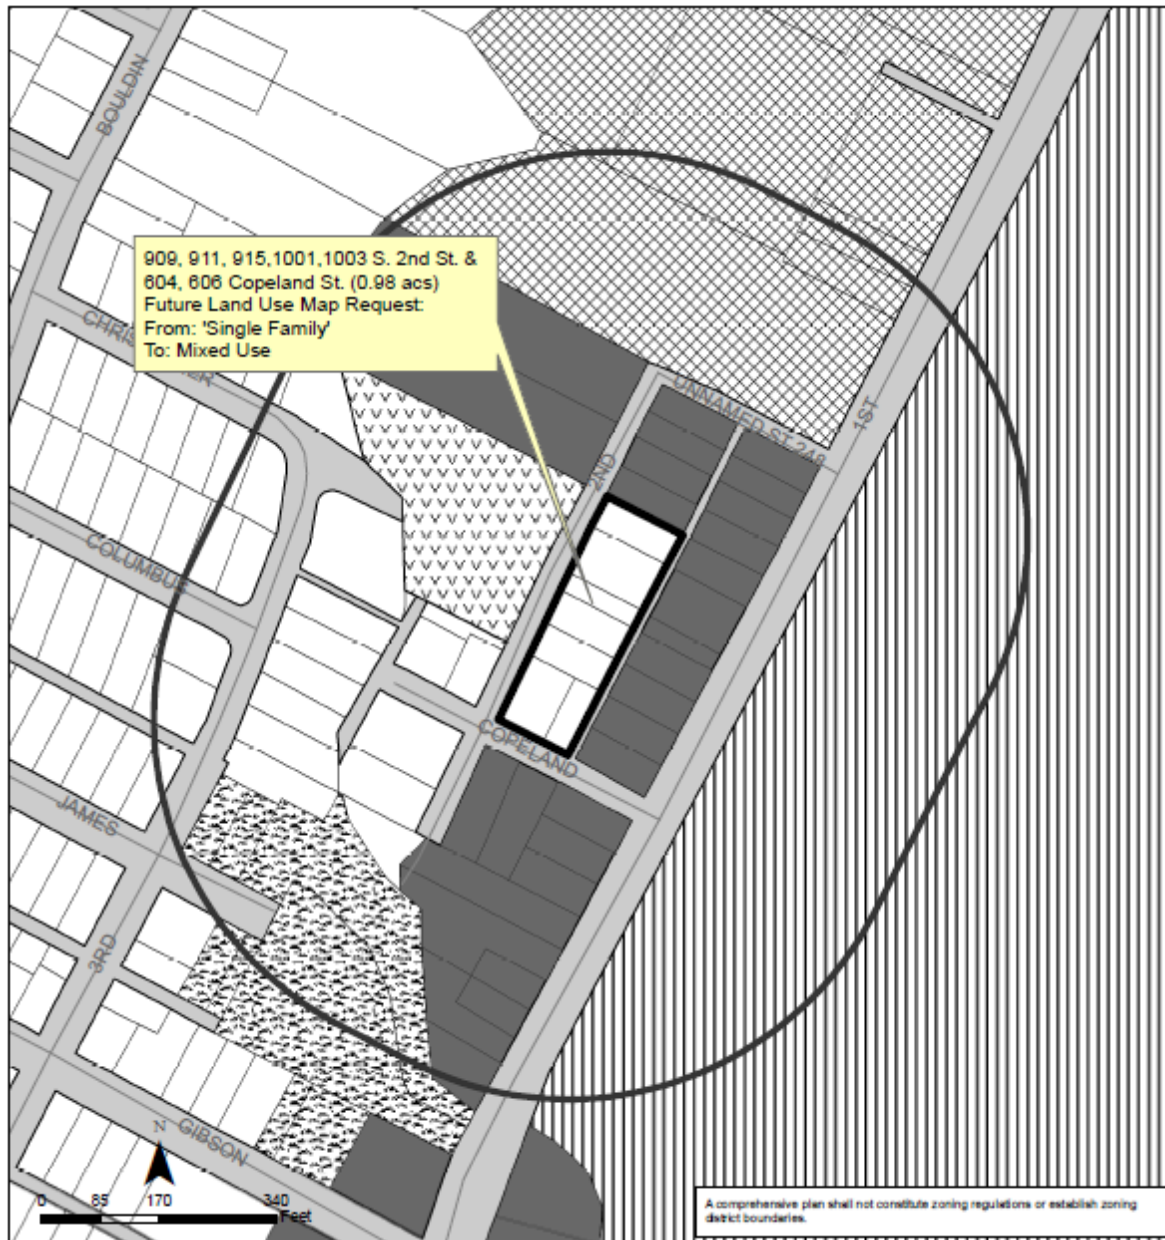 BOULDIN
909, 911, 915,1001,1003 S. 2nd St. &
604, 606 Copeland St. (0.98 acs)
Future Land Use Map Request:
From: 'Single Family'
To: Mixed Use
UNNAMED ST 248
1ST
2ND
COLUMBUS
COPELAND
JAMES
3RD
GIBSON
N
0 85 170 340
Feet
A comprehensive plan shall not constitute zoning regulations or establish zoning
district boundaries.